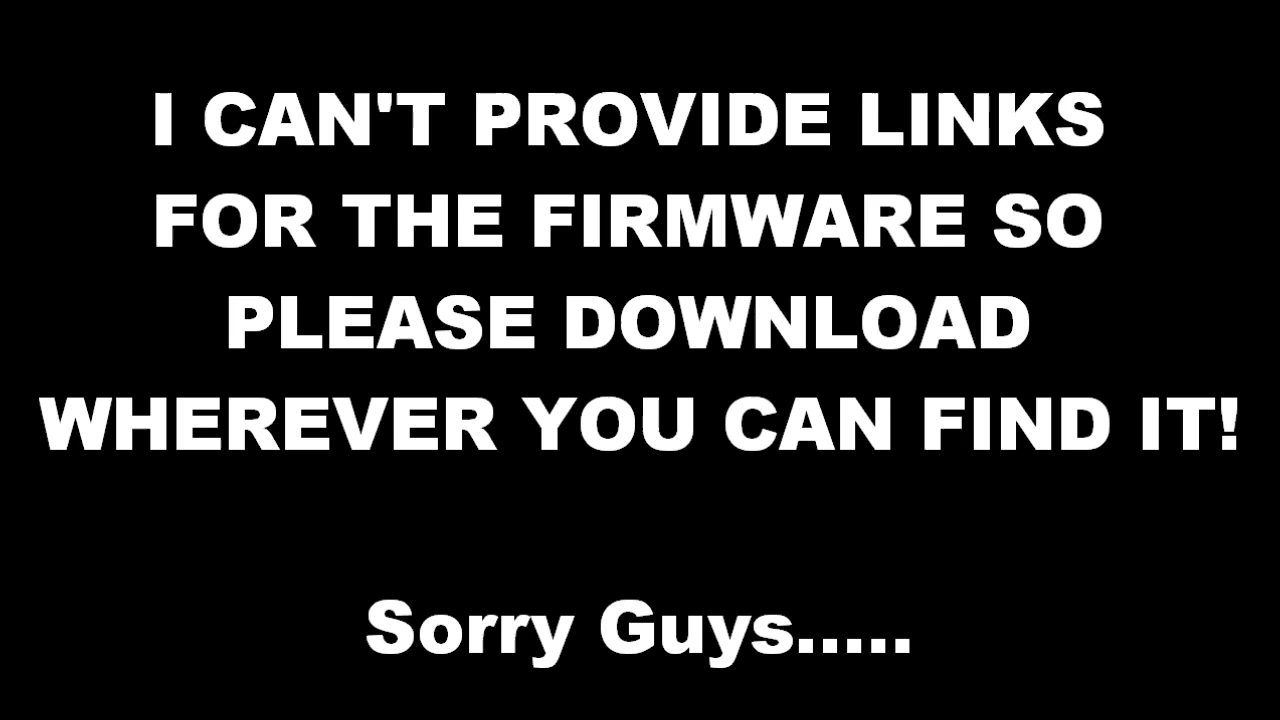 I CAN'T PROVIDE LINKS
FOR THE FIRMWARE SO
PLEASE DOWNLOAD
WHEREVER YOU CAN FIND IT!
Sorry Guys.....